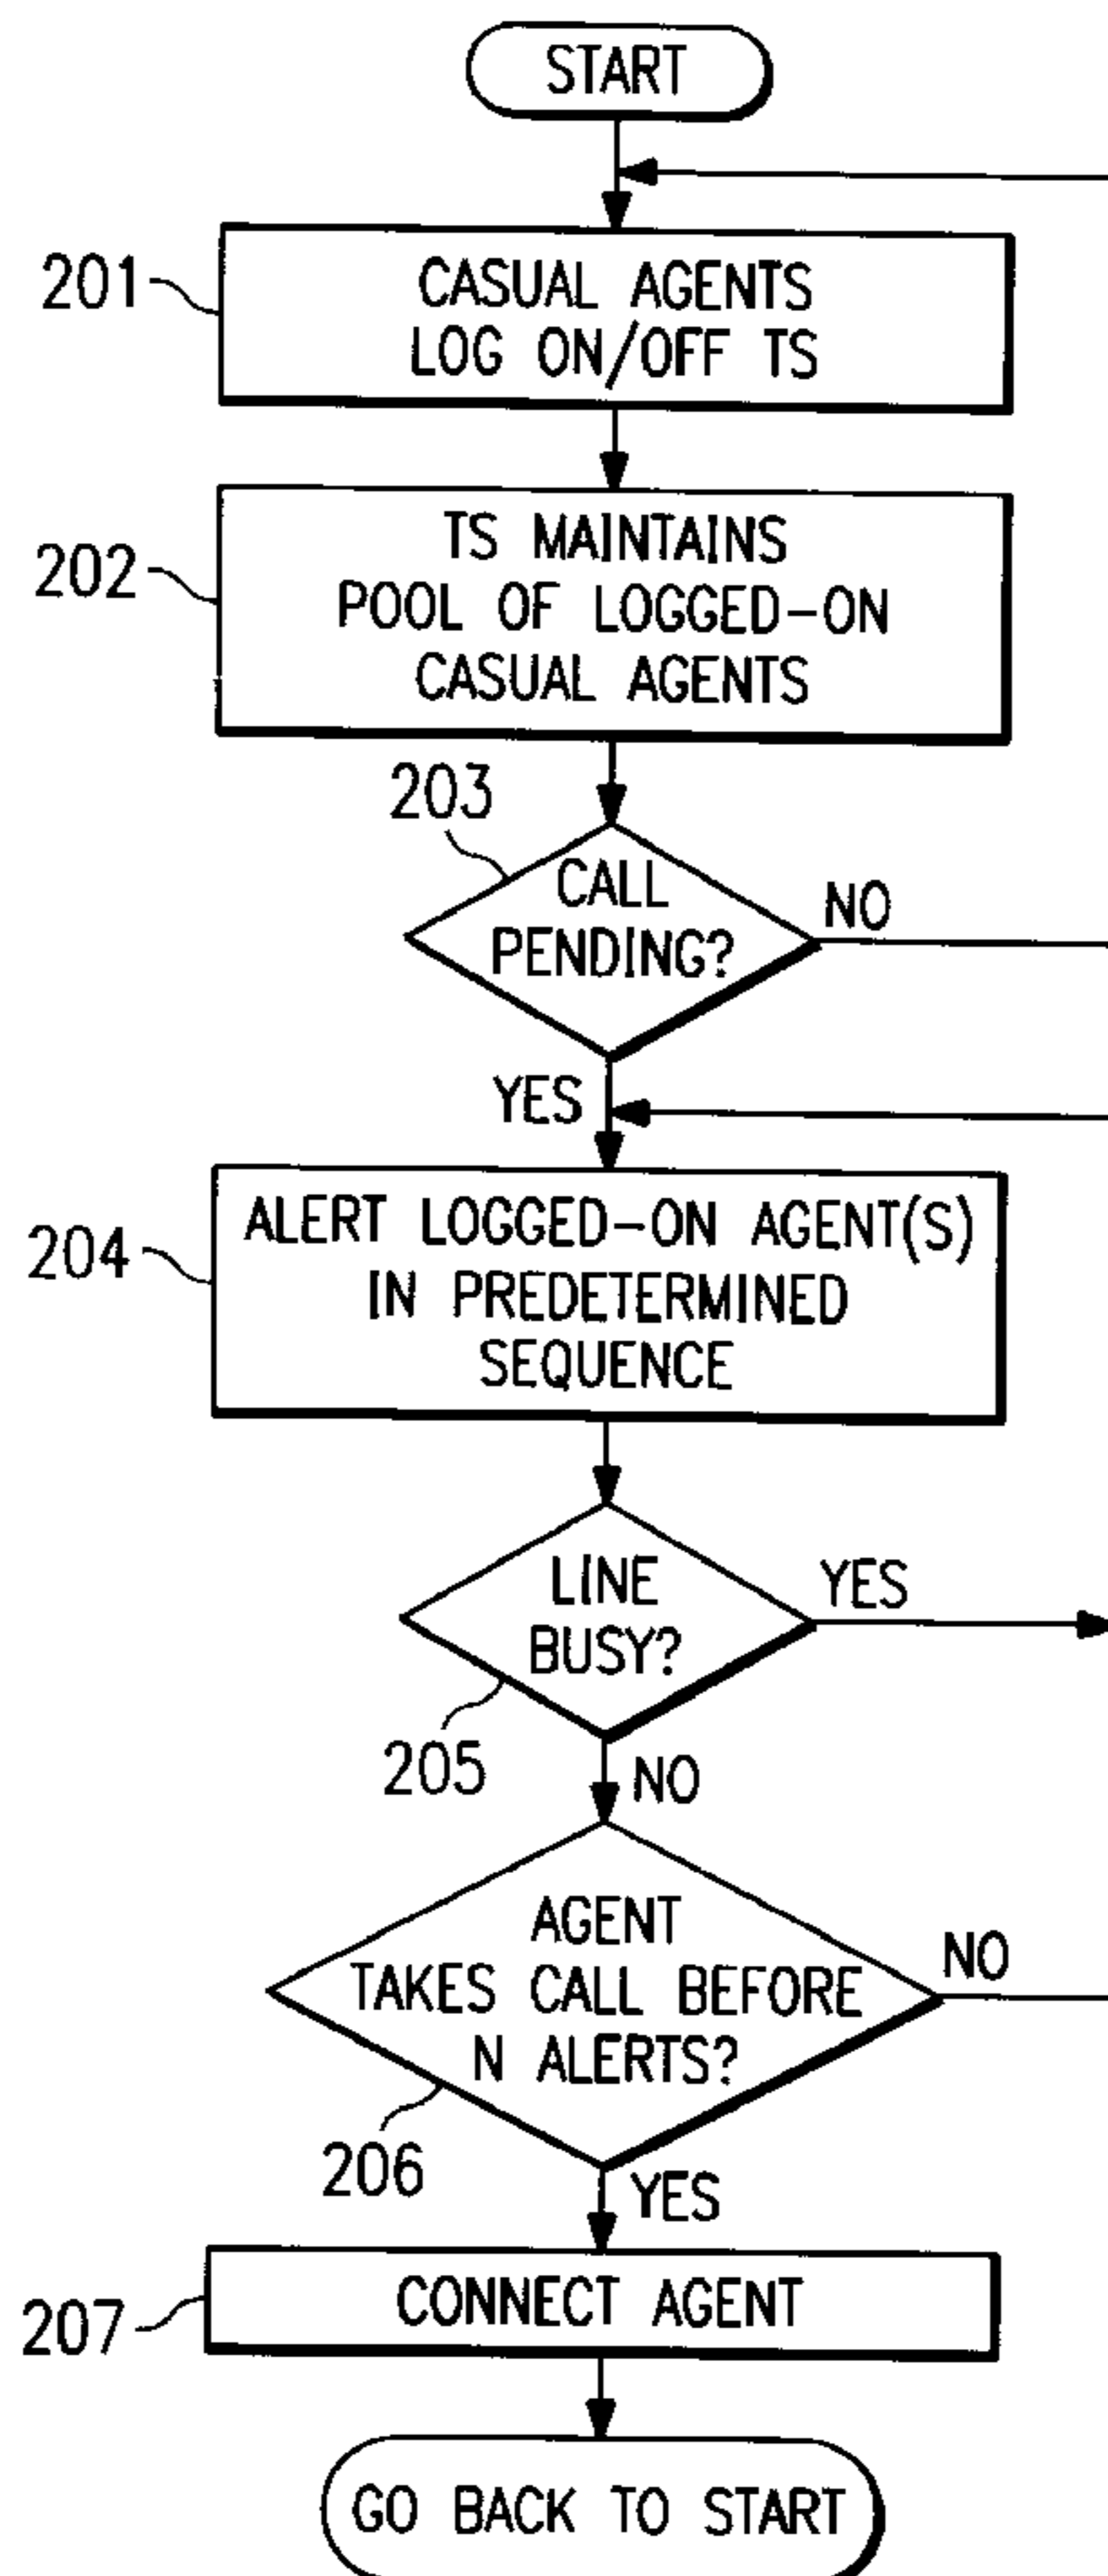 START
201
CASUAL AGENTS
LOG ON/OFF TS
202
TS MAINTAINS
POOL OF LOGGED-ON
CASUAL AGENTS
203
CALL
PENDING?
NO
YES
204
ALERT LOGGED-ON AGENT(S)
IN PREDETERMINED
SEQUENCE
LINE
BUSY?
YES
205
NO
AGENT
TAKES CALL BEFORE
N ALERTS?
NO
206
YES
207
CONNECT AGENT
GO BACK TO START